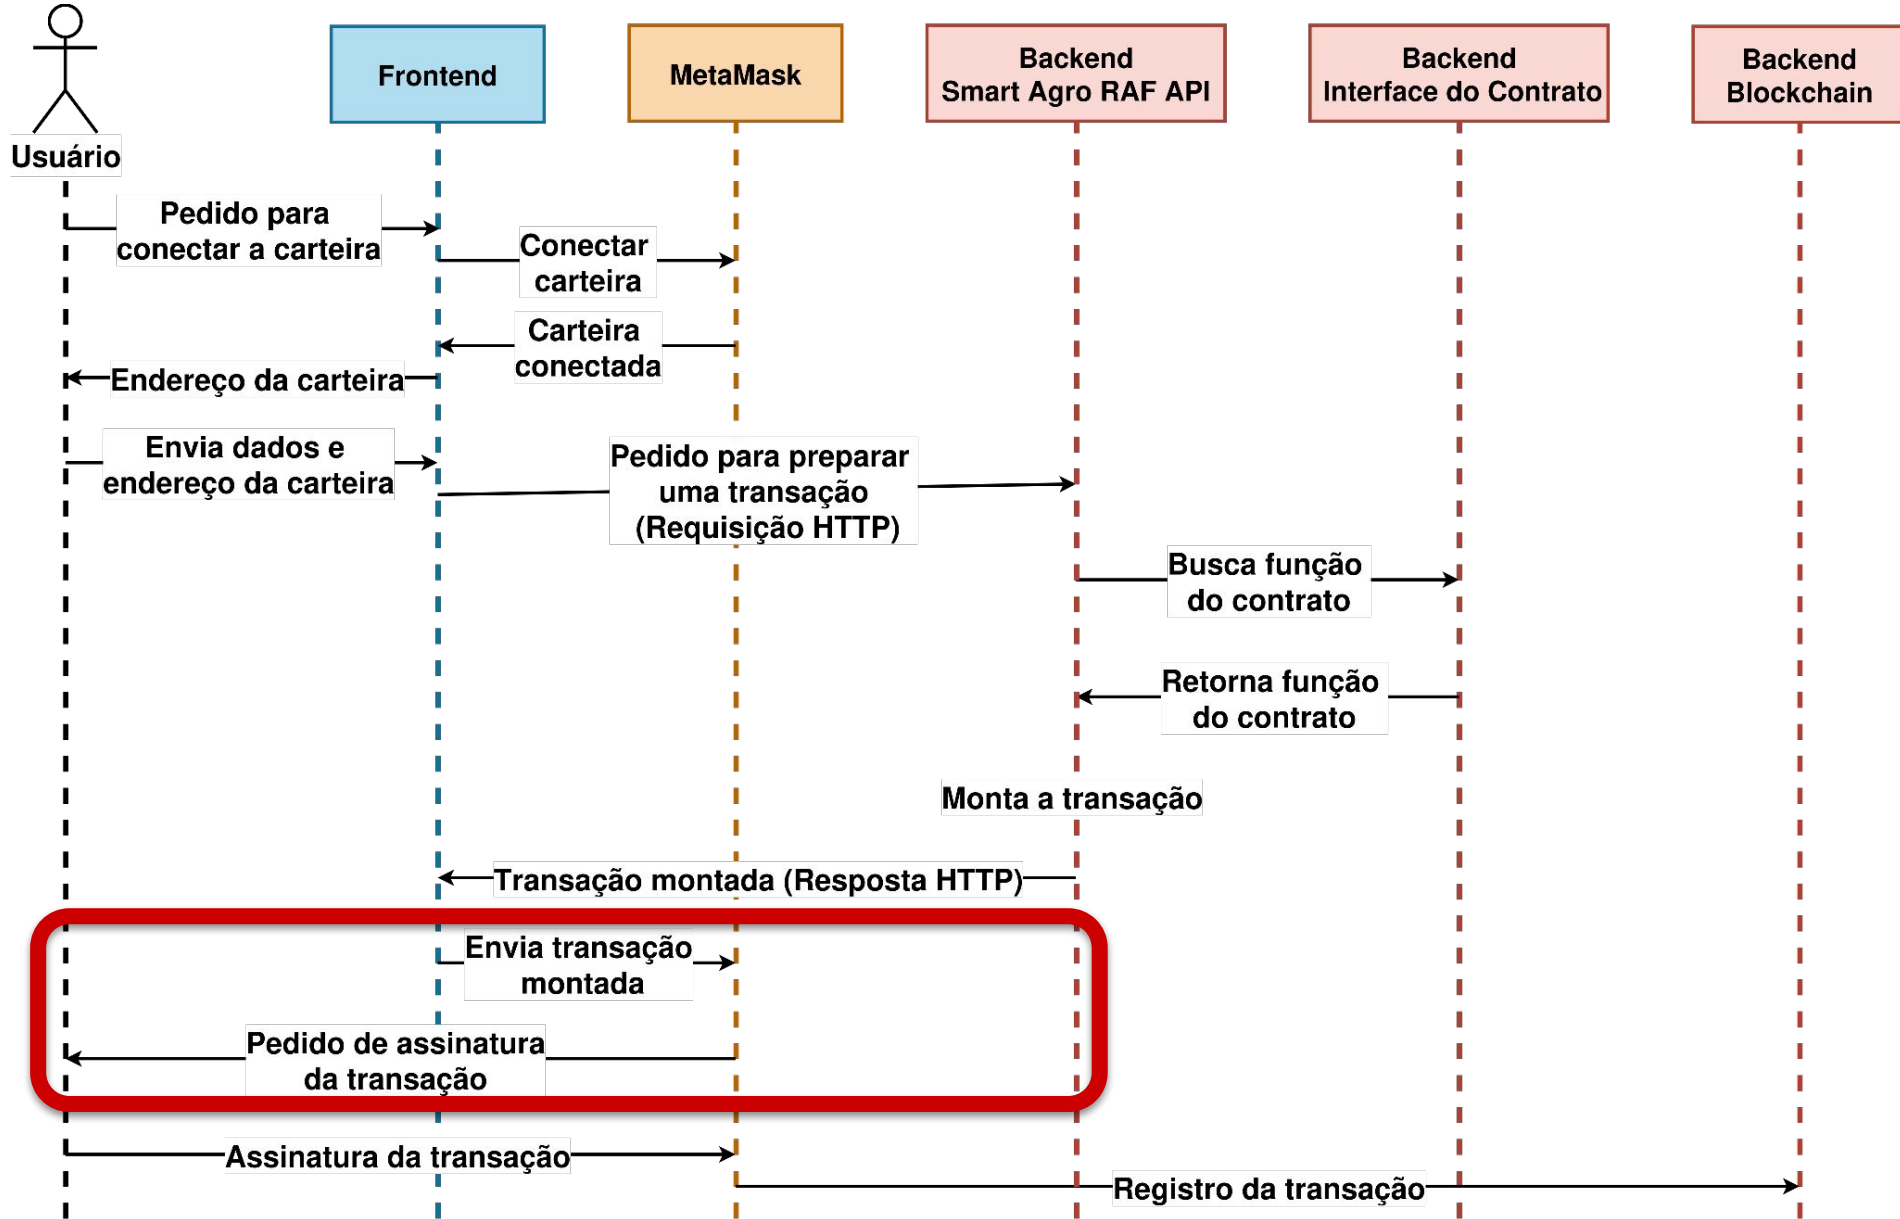 Frontend
MetaMask
Backend
Smart Agro RAF API
Backend
Interface do Contrato
Backend
Blockchain
Usuário
Pedido para
conectar a carteira
Conectar
carteira
Carteira
conectada
Endereço da carteira
Envia dados e
endereço da carteira
Pedido para preparar
uma transação
(Requisição HTTP)
Busca função
do contrato
Retorna função
do contrato
Monta a transação
Transação montada (Resposta HTTP)
Envia transação
montada
Pedido de assinatura
da transação
Assinatura da transação
Registro da transação